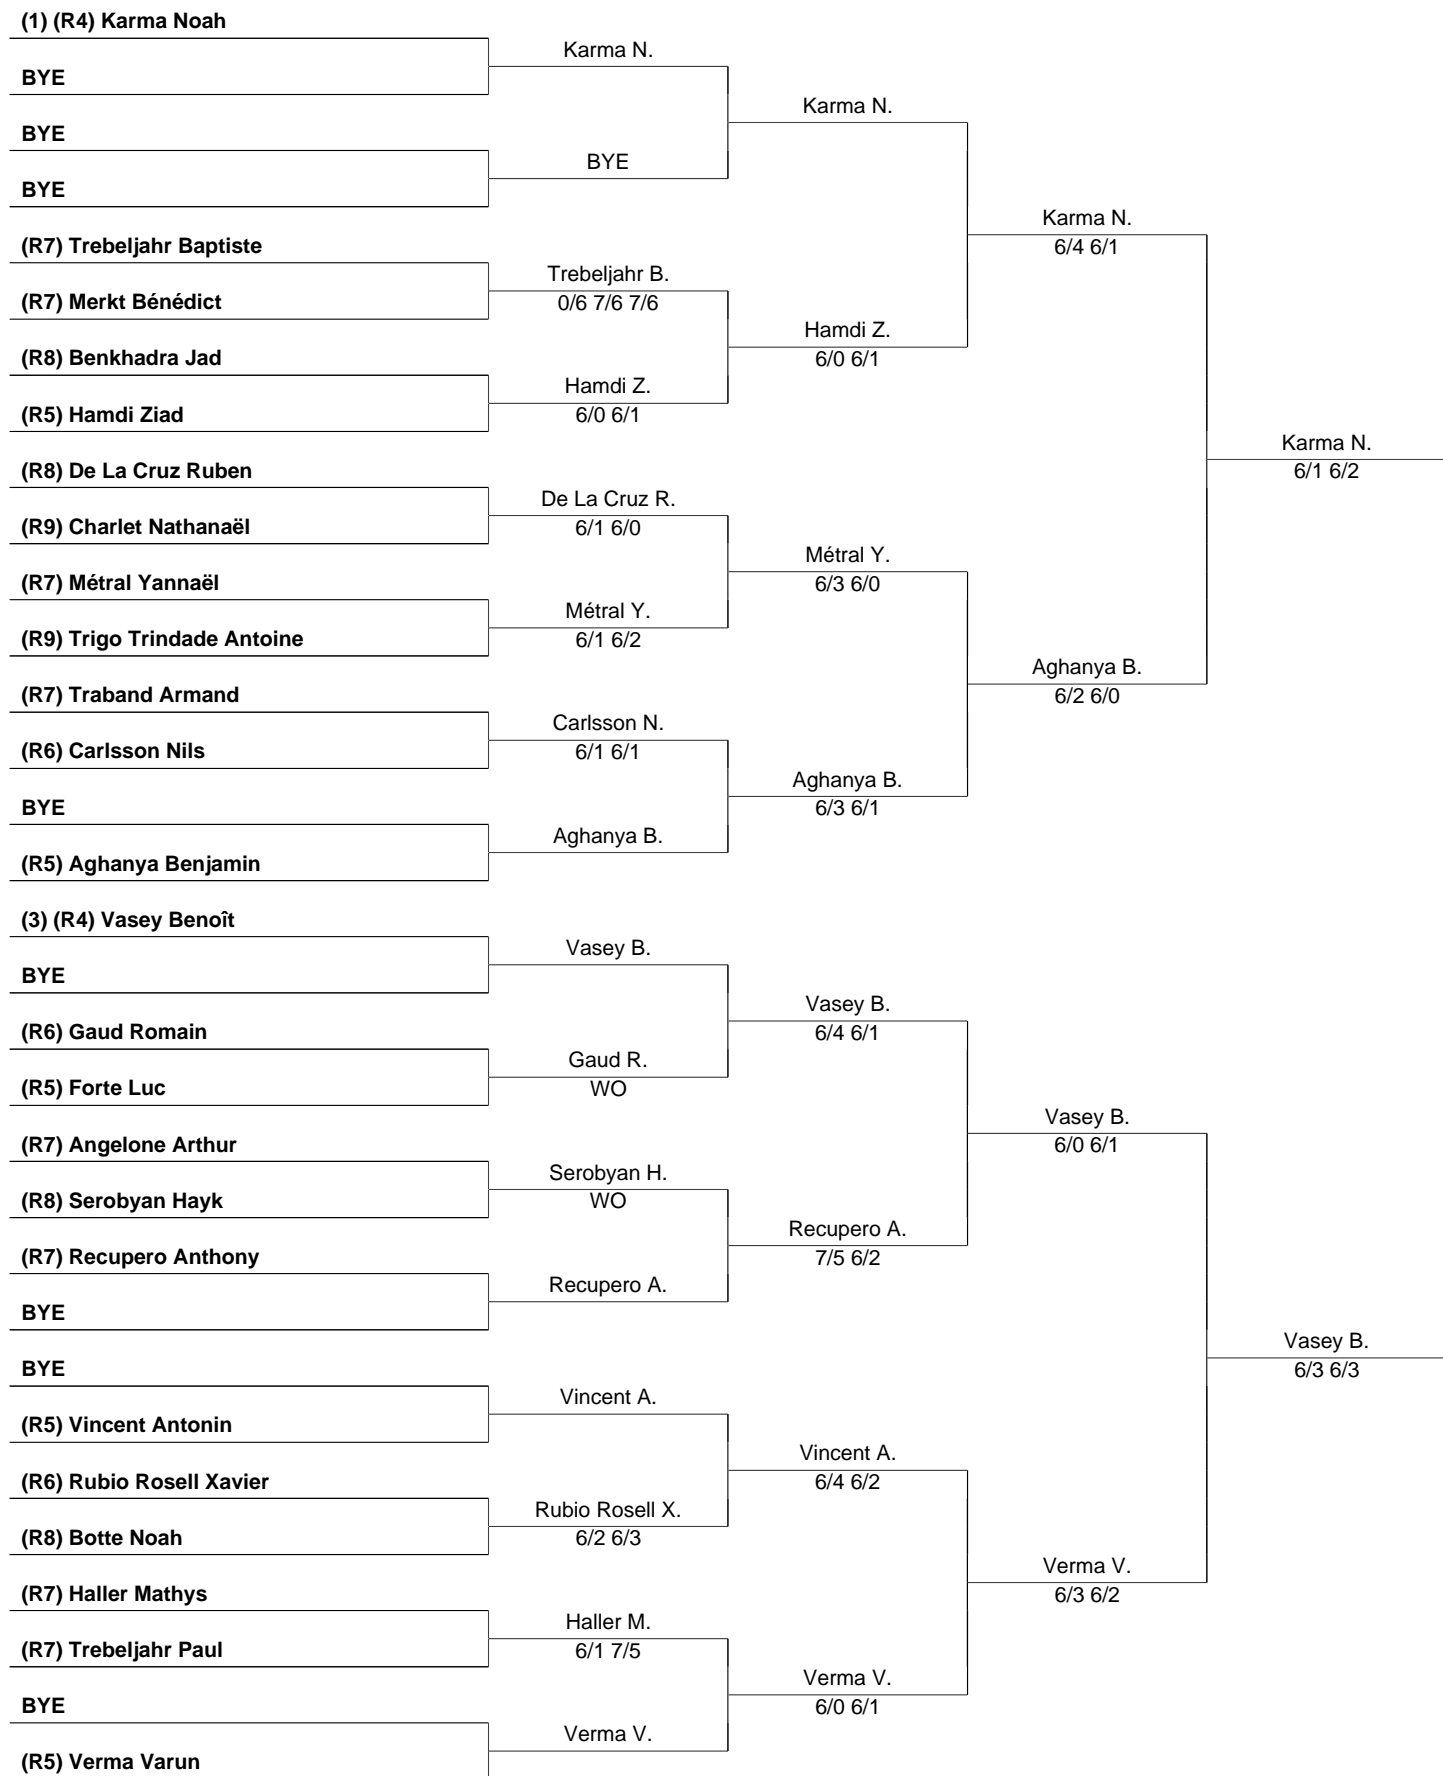 (1) (R4) Karma Noah
Karma N.
BYE
Karma N.
BYE
BYE
BYE
Karma N.
6/4 6/1
(R7) Trebeljahr Baptiste
Trebeljahr B.
0/6 7/6 7/6
(R7) Merkt Bénédict
Hamdi Z.
6/0 6/1
(R8) Benkhadra Jad
Hamdi Z.
6/0 6/1
(R5) Hamdi Ziad
Karma N.
6/1 6/2
(R8) De La Cruz Ruben
De La Cruz R.
6/1 6/0
(R9) Charlet Nathanaël
Métral Y.
6/3 6/0
(R7) Métral Yannaël
Métral Y.
6/1 6/2
(R9) Trigo Trindade Antoine
Aghanya B.
6/2 6/0
(R7) Traband Armand
Carlsson N.
6/1 6/1
(R6) Carlsson Nils
Aghanya B.
6/3 6/1
BYE
Aghanya B.
(R5) Aghanya Benjamin
(3) (R4) Vasey Benoît
Vasey B.
BYE
Vasey B.
6/4 6/1
(R6) Gaud Romain
Gaud R.
WO
(R5) Forte Luc
Vasey B.
6/0 6/1
(R7) Angelone Arthur
Serobyan H.
WO
(R8) Serobyan Hayk
Recupero A.
7/5 6/2
(R7) Recupero Anthony
Recupero A.
BYE
Vasey B.
6/3 6/3
BYE
Vincent A.
(R5) Vincent Antonin
Vincent A.
6/4 6/2
(R6) Rubio Rosell Xavier
Rubio Rosell X.
6/2 6/3
(R8) Botte Noah
Verma V.
6/3 6/2
(R7) Haller Mathys
Haller M.
6/1 7/5
(R7) Trebeljahr Paul
Verma V.
6/0 6/1
BYE
Verma V.
(R5) Verma Varun